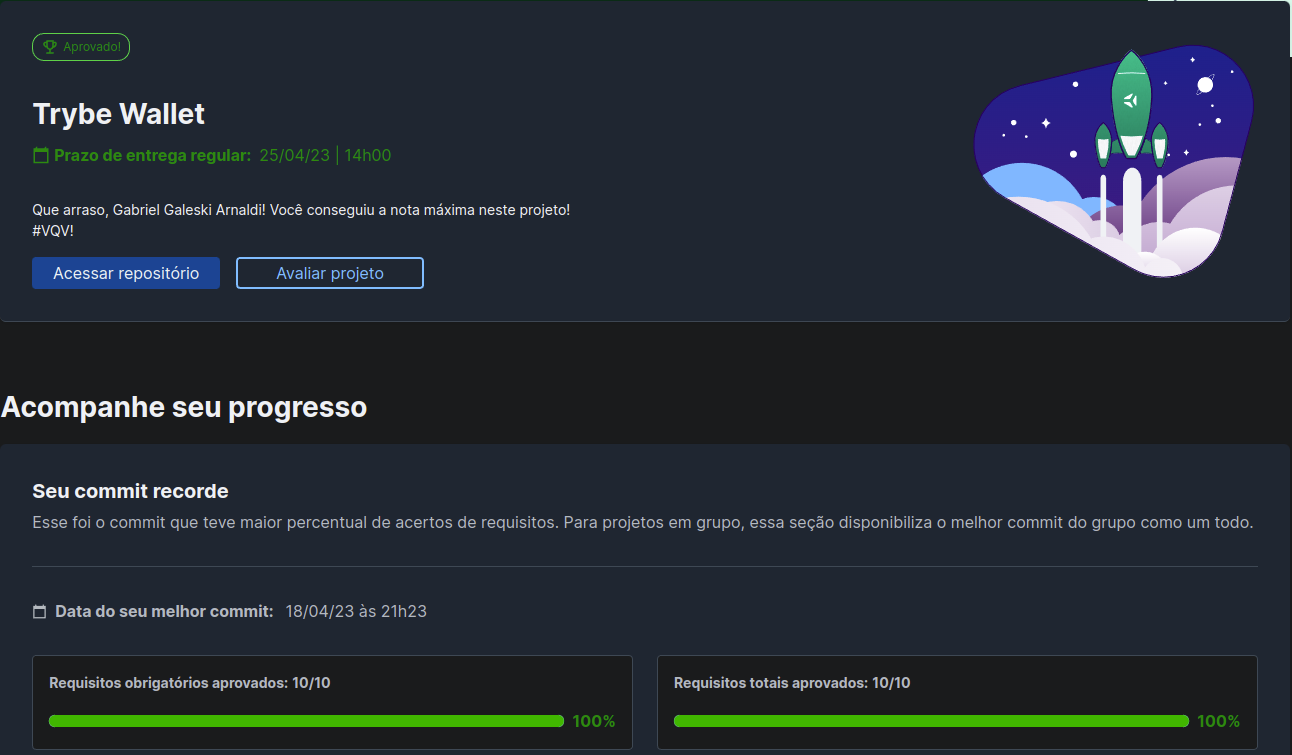 Aprovado!
Trybe Wallet
Prazo de entrega regular: 25/04/23 | 14h00
Que arraso, Gabriel Galeski Arnaldi! Você conseguiu a nota máxima neste projeto!
#VQV!
Acessar repositório Avaliar projeto
Acompanhe seu progresso
Seu commit recorde
Esse foi o commit que teve maior percentual de acertos de requisitos. Para projetos em grupo, essa seção disponibiliza o melhor commit do grupo como um todo.
Data do seu melhor commit: 18/04/23 às 21h23
Requisitos obrigatórios aprovados: 10/10
100%
Requisitos totais aprovados: 10/10
100%